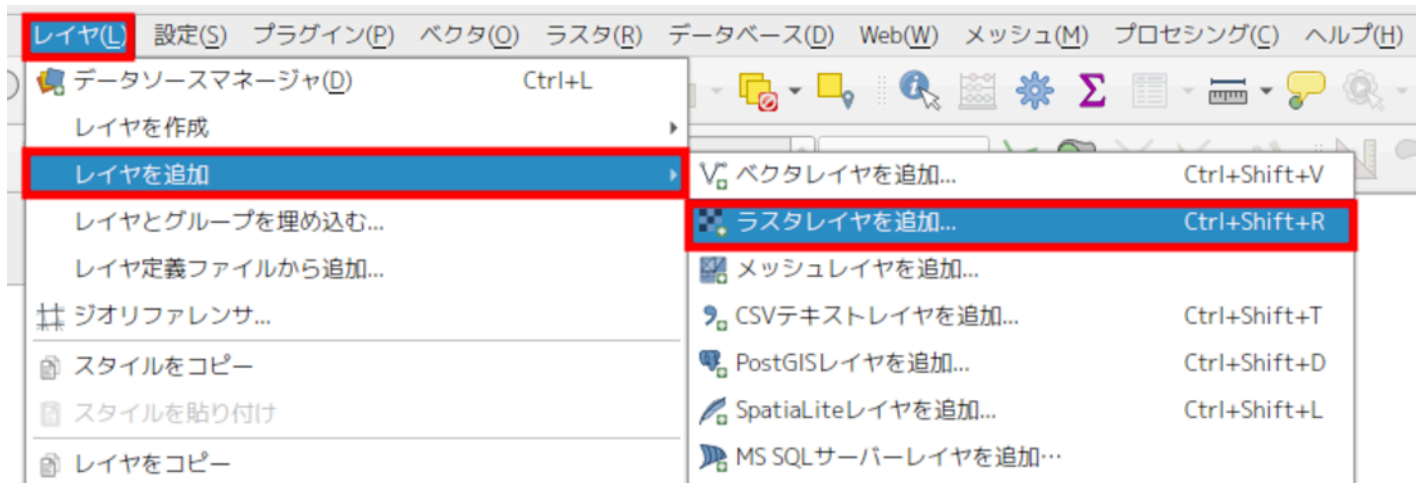 レイヤ(L) 設定(S) プラグイン(P) ベクタ(O) ラスタ(R) データベース(D) Web(W) メッシュ(M) プロセシング(C) ヘルプ(H)
データソースマネージャ(D) Ctrl+L
レイヤを作成
レイヤを追加
レイヤとグループを埋め込む...
レイヤ定義ファイルから追加...
ジオリファレンサ...
スタイルをコピー
スタイルを貼り付け
レイヤをコピー
ベクタレイヤを追加... Ctrl+Shift+V
ラスタレイヤを追加... Ctrl+Shift+R
メッシュレイヤを追加...
CSVテキストレイヤを追加... Ctrl+Shift+T
PostGISレイヤを追加... Ctrl+Shift+D
SpatiaLiteレイヤを追加... Ctrl+Shift+L
MS SQLサーバーレイヤを追加…